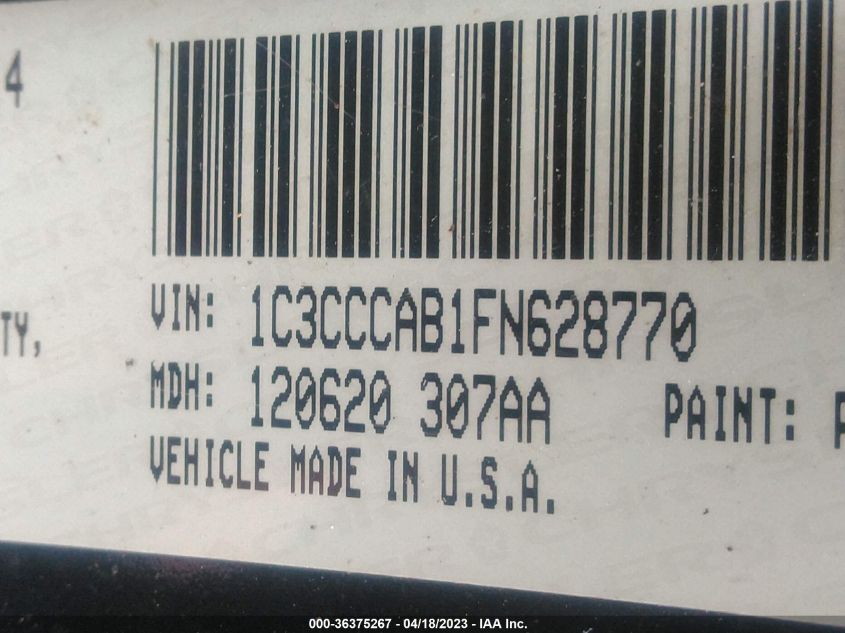 4
TY,
VIN: 1C3CCCAB1FN628770
MDH: 120620 307AA PAINT:
VEHICLE MADE IN U.S.A.
000-36375267 - 04/18/2023 - IAA Inc.